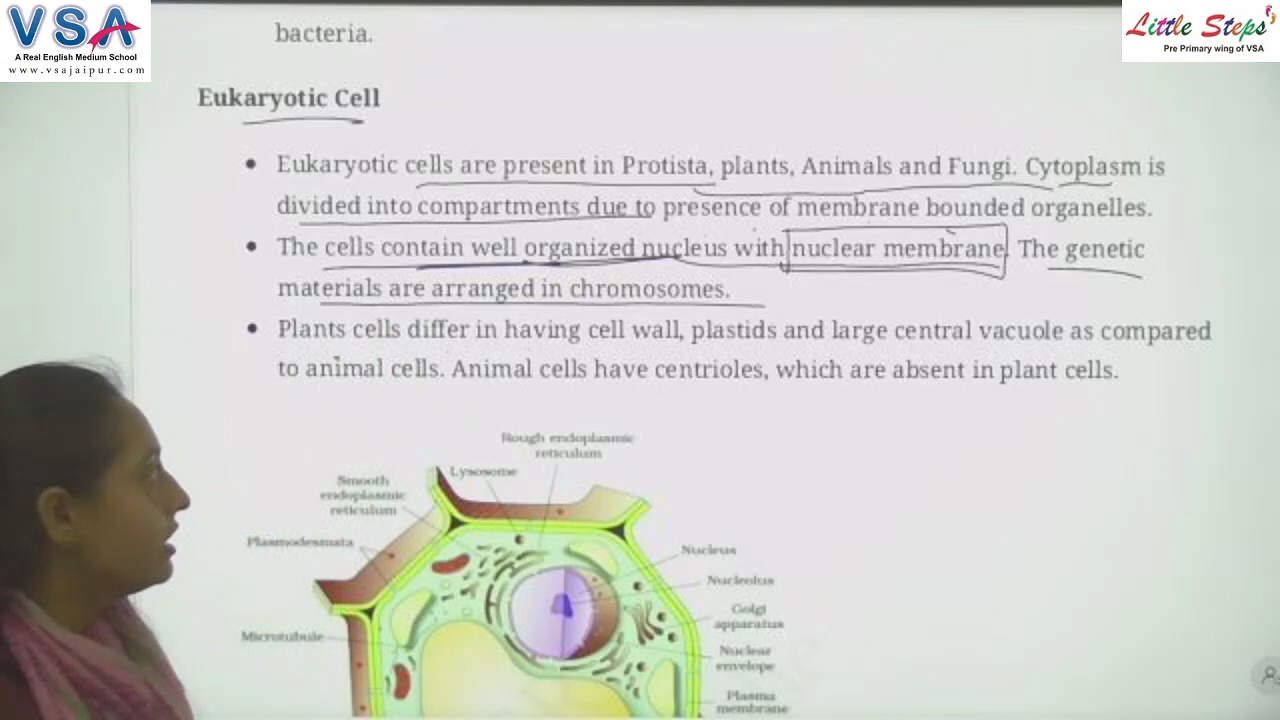 VSA
A Real English Medium School
www.vsajaipur.com
Little Steps
Pre Primary wing of VSA
bacteria.
Eukaryotic Cell
• Eukaryotic cells are present in Protista, plants, Animals and Fungi. Cytoplasm is
divided into compartments due to presence of membrane bounded organelles.
• The cells contain well organized nucleus with nuclear membrane. The genetic
materials are arranged in chromosomes.
• Plants cells differ in having cell wall, plastids and large central vacuole as compared
to animal cells. Animal cells have centrioles, which are absent in plant cells.
Rough endoplasmic
reticulum
Lysosome
Smooth
endoplasmic
reticulum
Plasmodesmata
Nucleus
Nucleolus
Golgi
apparatus
Microtubule
Nuclear
envelope
Plasma
membrane